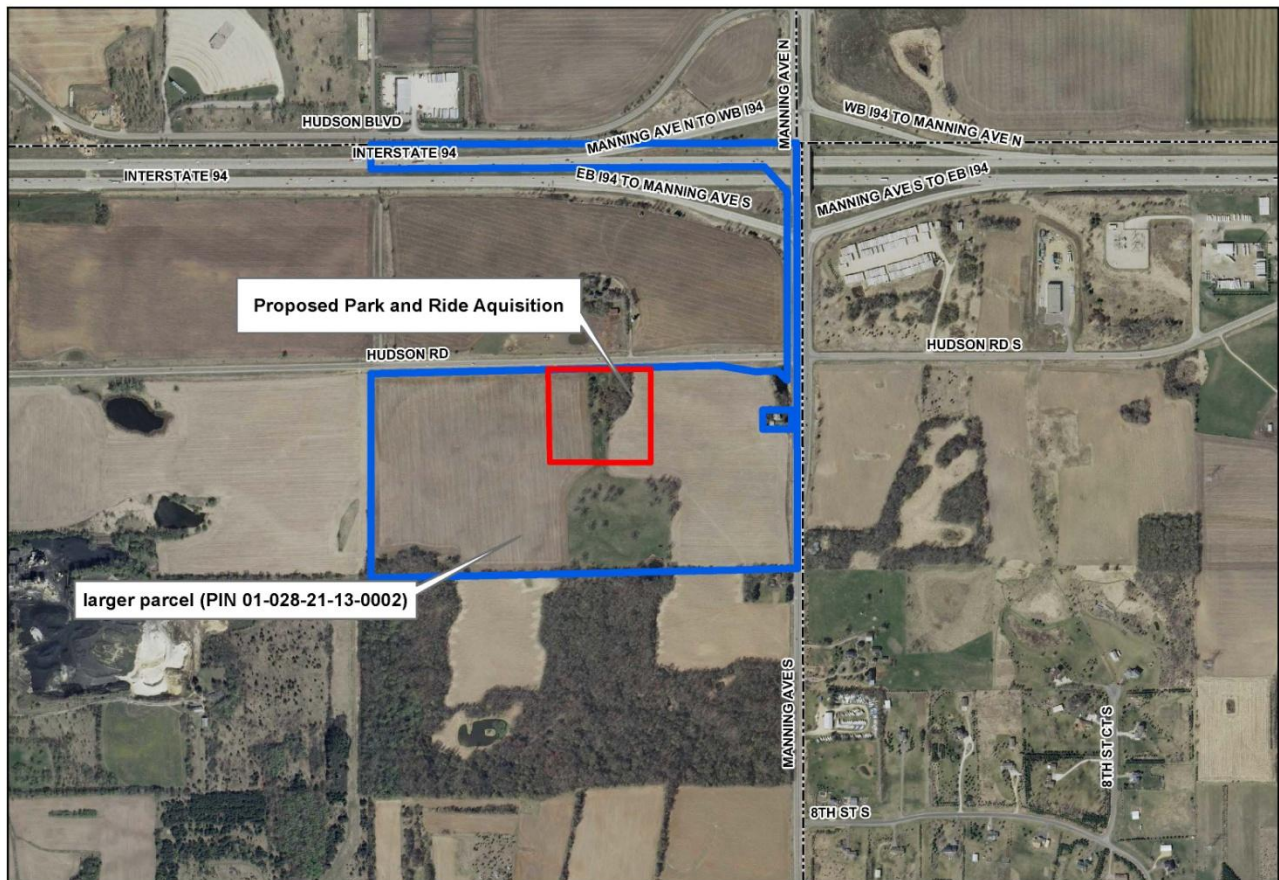 HUDSON BLVD
MANNING AVE N TO WB I94
MANNING AVE N
WB I94 TO MANNING AVE N
INTERSTATE 94
INTERSTATE 94
EB I94 TO MANNING AVE S
MANNING AVE S TO EB I94
Proposed Park and Ride Aquisition
HUDSON RD
HUDSON RD S
larger parcel (PIN 01-028-21-13-0002)
MANNING AVE S
8TH ST CT S
8TH ST S